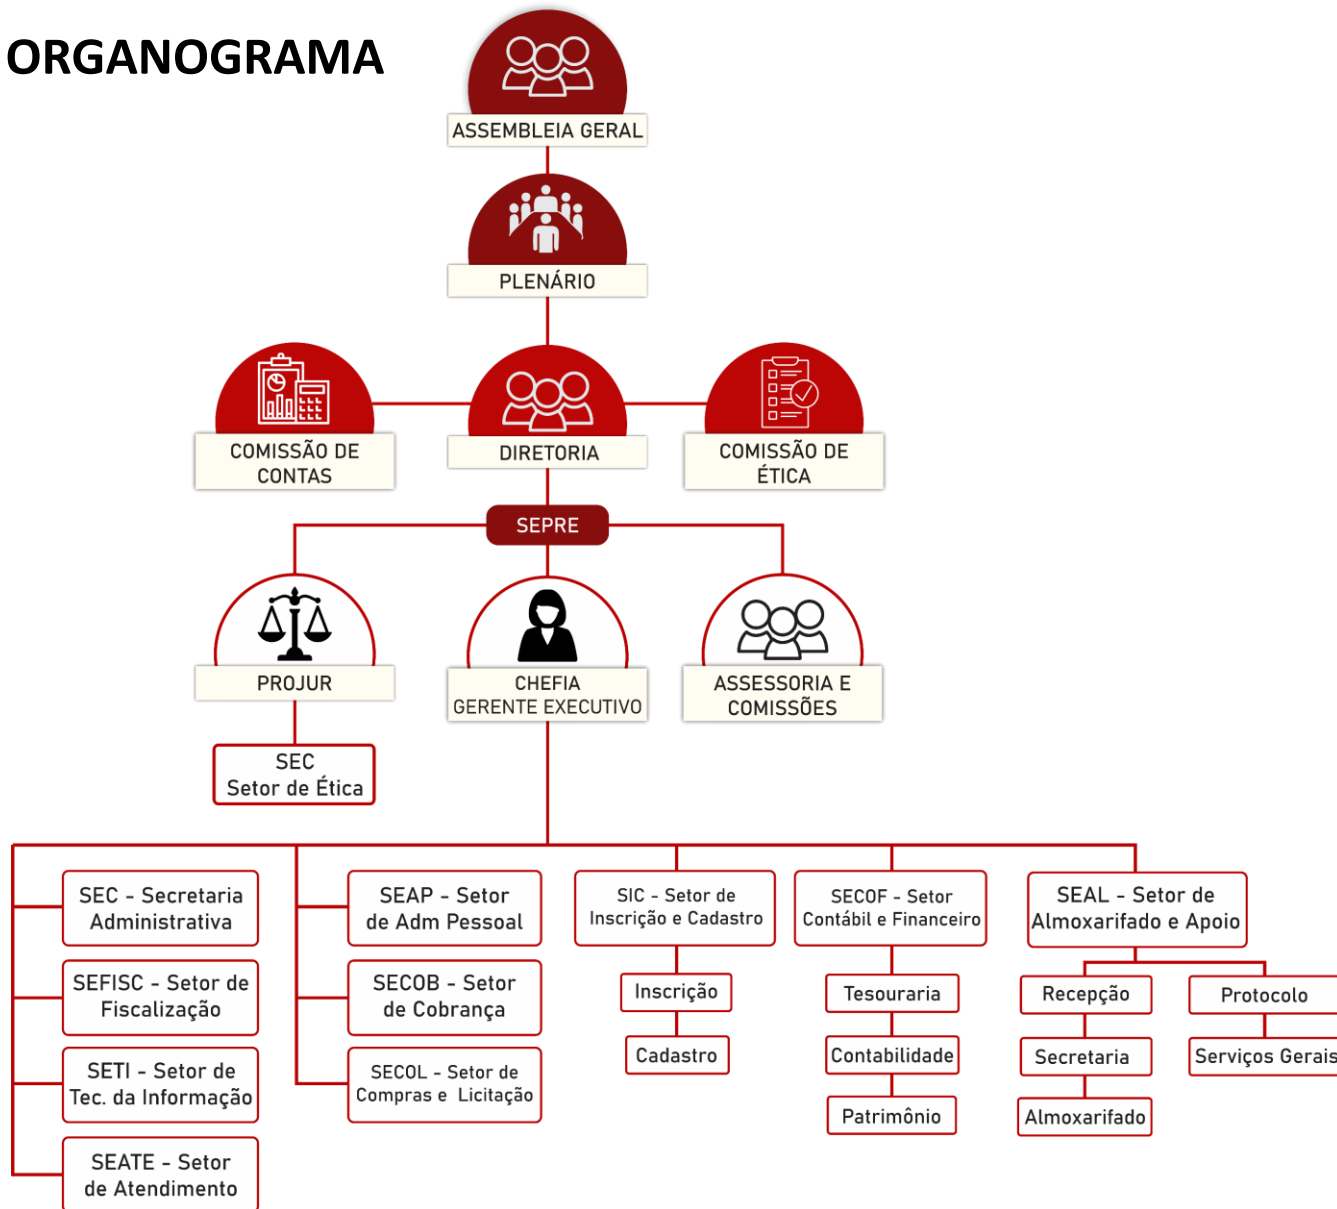 ORGANOGRAMA
ASSEMBLEIA GERAL
PLENÁRIO
COMISSÃO DE
CONTAS
DIRETORIA
COMISSÃO DE
ÉTICA
SEPRE
PROJUR
CHEFIA
GERENTE EXECUTIVO
ASSESSORIA E
COMISSÕES
SEC
Setor de Ética
SEC - Secretaria
Administrativa
SEFISC - Setor de
Fiscalização
SETI - Setor de
Tec. da Informação
SEATE - Setor
de Atendimento
SEAP - Setor
de Adm Pessoal
SECOB - Setor
de Cobrança
SECOL - Setor de
Compras e Licitação
SIC - Setor de
Inscrição e Cadastro
Inscrição
Cadastro
SECOF - Setor
Contábil e Financeiro
Tesouraria
Contabilidade
Patrimônio
SEAL - Setor de
Almoxarifado e Apoio
Recepção
Secretaria
Almoxarifado
Protocolo
Serviços Gerais